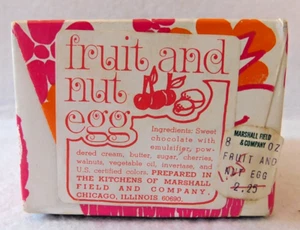 fruit and
nut
egg
Ingredients: Sweet
chocolate with
emulsifier, pow-
dered cream, butter, sugar, cherries,
walnuts, vegetable oil, invertase, and
U.S. certified colors. PREPARED IN
THE KITCHENS OF MARSHALL
FIELD AND COMPANY.
CHICAGO, ILLINOIS 60690.
MARSHALL FIELD
& COMPANY
8 OZ
FRUIT AND
NUT EGG
2.25